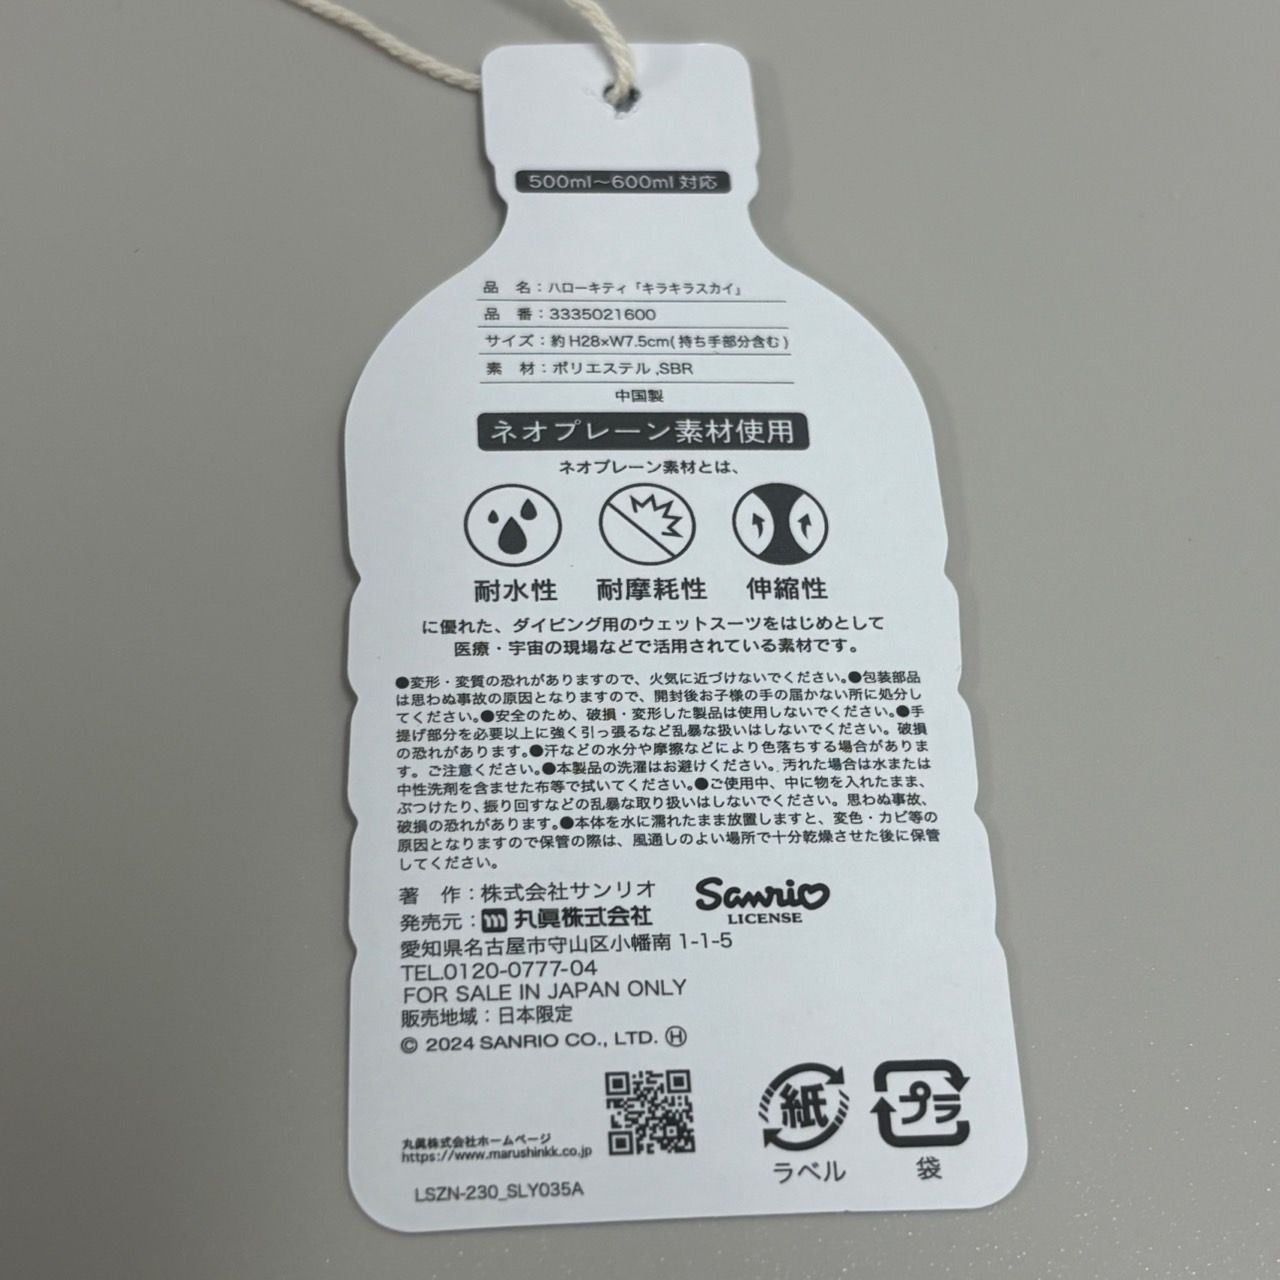 500ml～600ml 対応
品　名：ハローキティ「キラキラスカイ」
品　番：3335021600
サイズ：約 H28×W7.5cm( 持ち手部分含む )
素　材：ポリエステル ,SBR
中国製
ネオプレーン素材使用
ネオプレーン素材とは、
耐水性 耐摩耗性 伸縮性
に優れた、ダイビング用のウェットスーツをはじめとして
医療・宇宙の現場などで活用されている素材です。
●変形・変質の恐れがありますので、火気に近づけないでください。●包装部品
は思わぬ事故の原因となりますので、開封後お子様の手の届かない所に処分し
てください。●安全のため、破損・変形した製品は使用しないでください。●手
提げ部分を必要以上に強く引っ張るなど乱暴な扱いはしないでください。破損
の恐れがあります。●汗などの水分や摩擦などにより色落ちする場合がありま
す。ご注意ください。●本製品の洗濯はお避けください。汚れた場合は水または
中性洗剤を含ませた布等で拭いてください。●ご使用中、中に物を入れたまま、
ぶつけたり、振り回すなどの乱暴な取り扱いはしないでください。思わぬ事故、
破損の恐れがあります。●本体を水に濡れたまま放置しますと、変色・カビ等の
原因となりますので保管の際は、風通しのよい場所で十分乾燥させた後に保管
してください。
著　作：株式会社サンリオ
Sanrio
LICENSE
発売元：丸眞株式会社
愛知県名古屋市守山区小幡南 1-1-5
TEL.0120-0777-04
FOR SALE IN JAPAN ONLY
販売地域：日本限定
© 2024 SANRIO CO., LTD. Ⓗ
丸眞株式会社ホームページ
https://www.marushinkk.co.jp
紙
ラベル
プラ
袋
LSZN-230_SLY035A